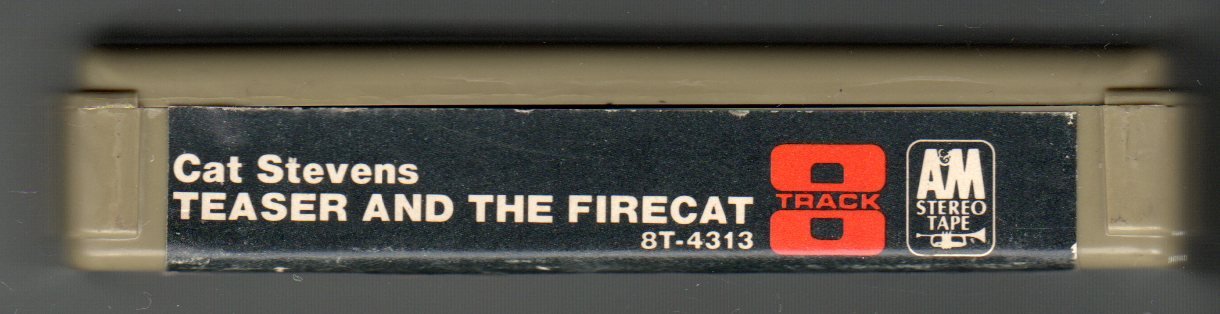 Cat Stevens
TEASER AND THE FIRECAT
8T-4313
8
TRACK
A&M
STEREO
TAPE